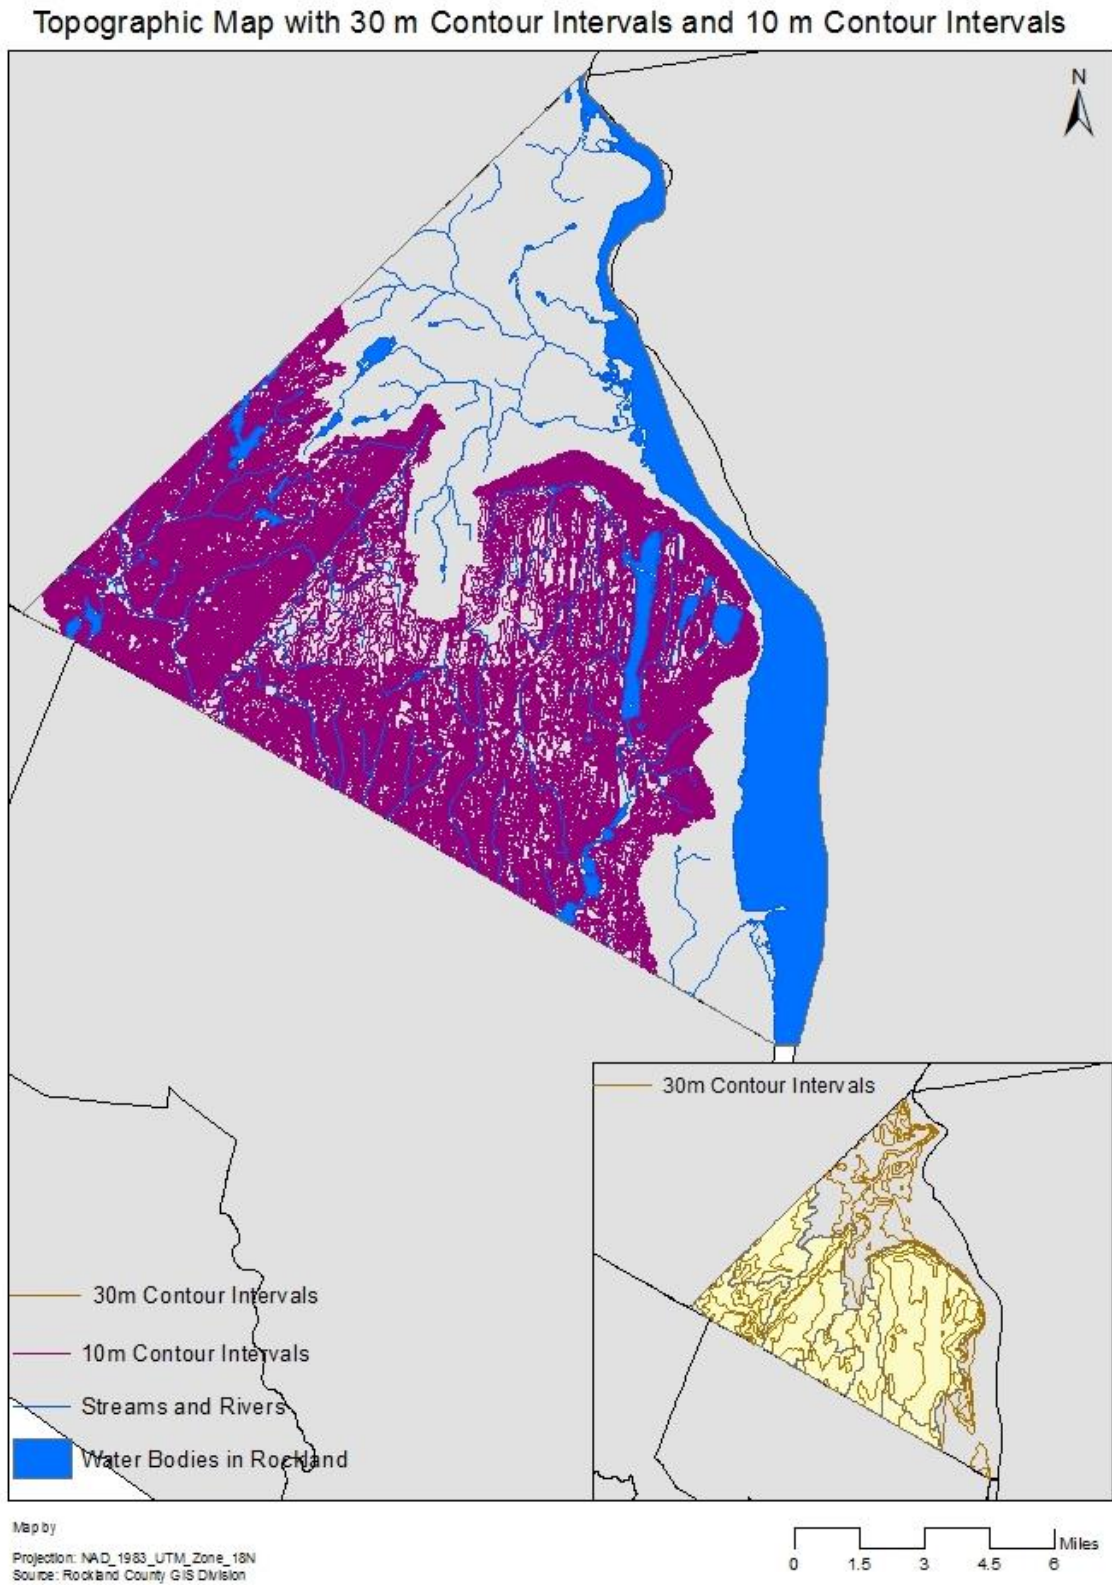 Topographic Map with 30 m Contour Intervals and 10 m Contour Intervals
N
30m Contour Intervals
30m Contour Intervals
10m Contour Intervals
Streams and Rivers
Water Bodies in Rockland
Map by
Projection: NAD_1983_UTM_Zone_18N
Source: Rockland County GIS Division
Miles
0 1.5 3 4.5 6